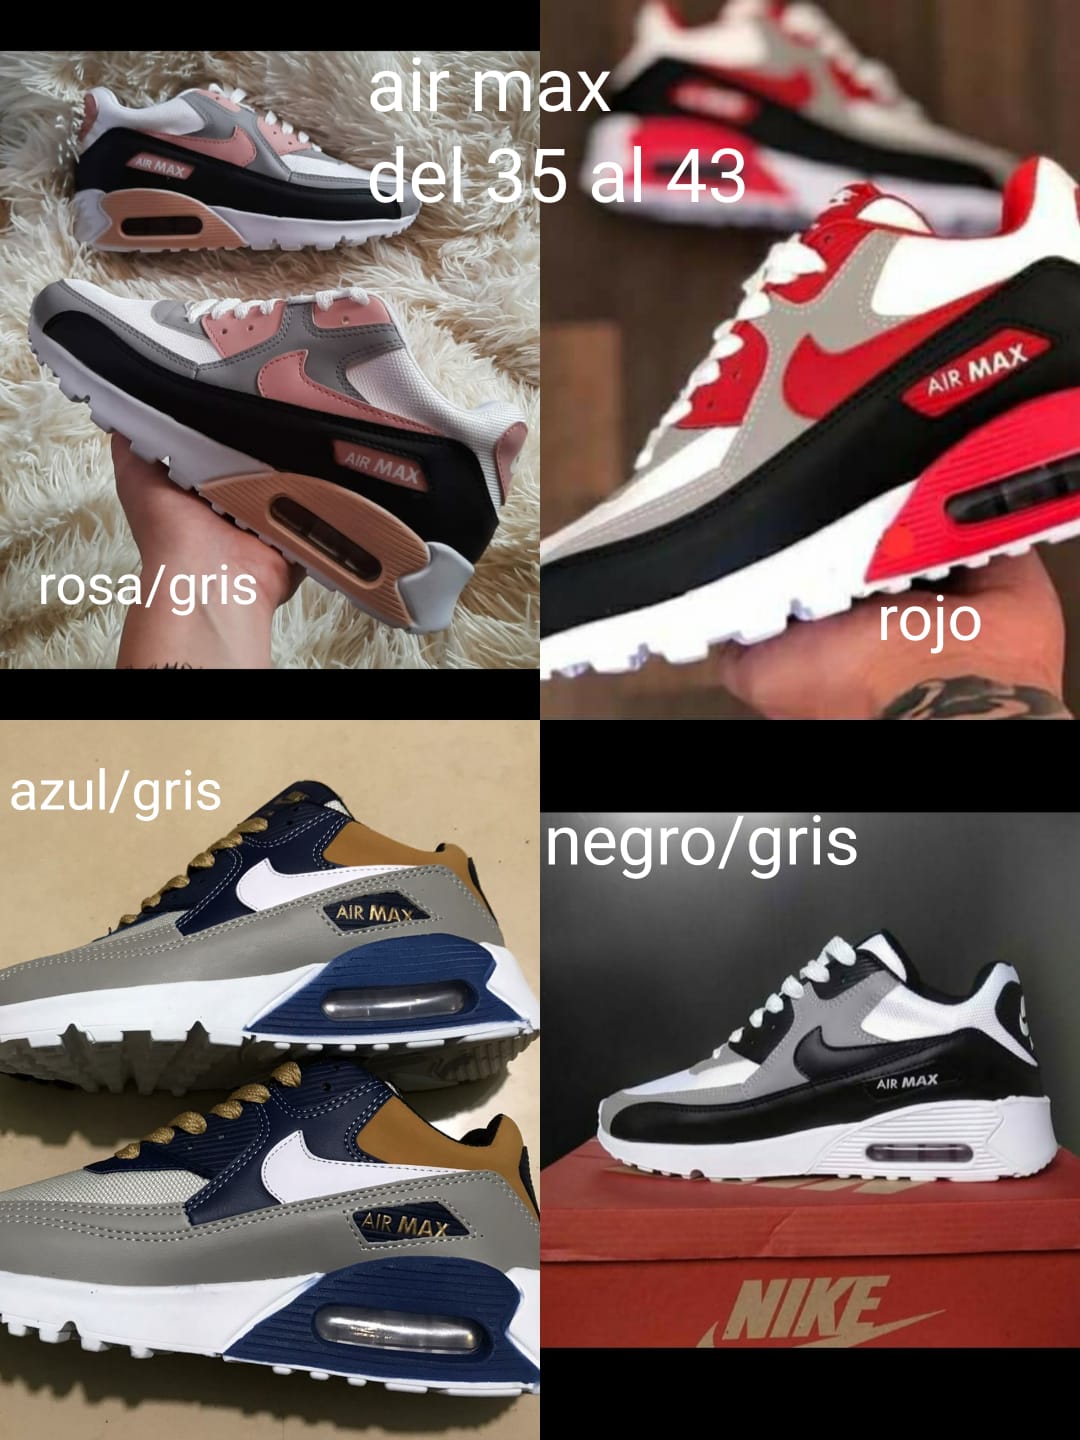 air max
del 35 al 43
AIR MAX
AIR MAX
rosa/gris
AIR MAX
rojo
azul/gris
AIR MAX
AIR MAX
negro/gris
AIR MAX
NIKE